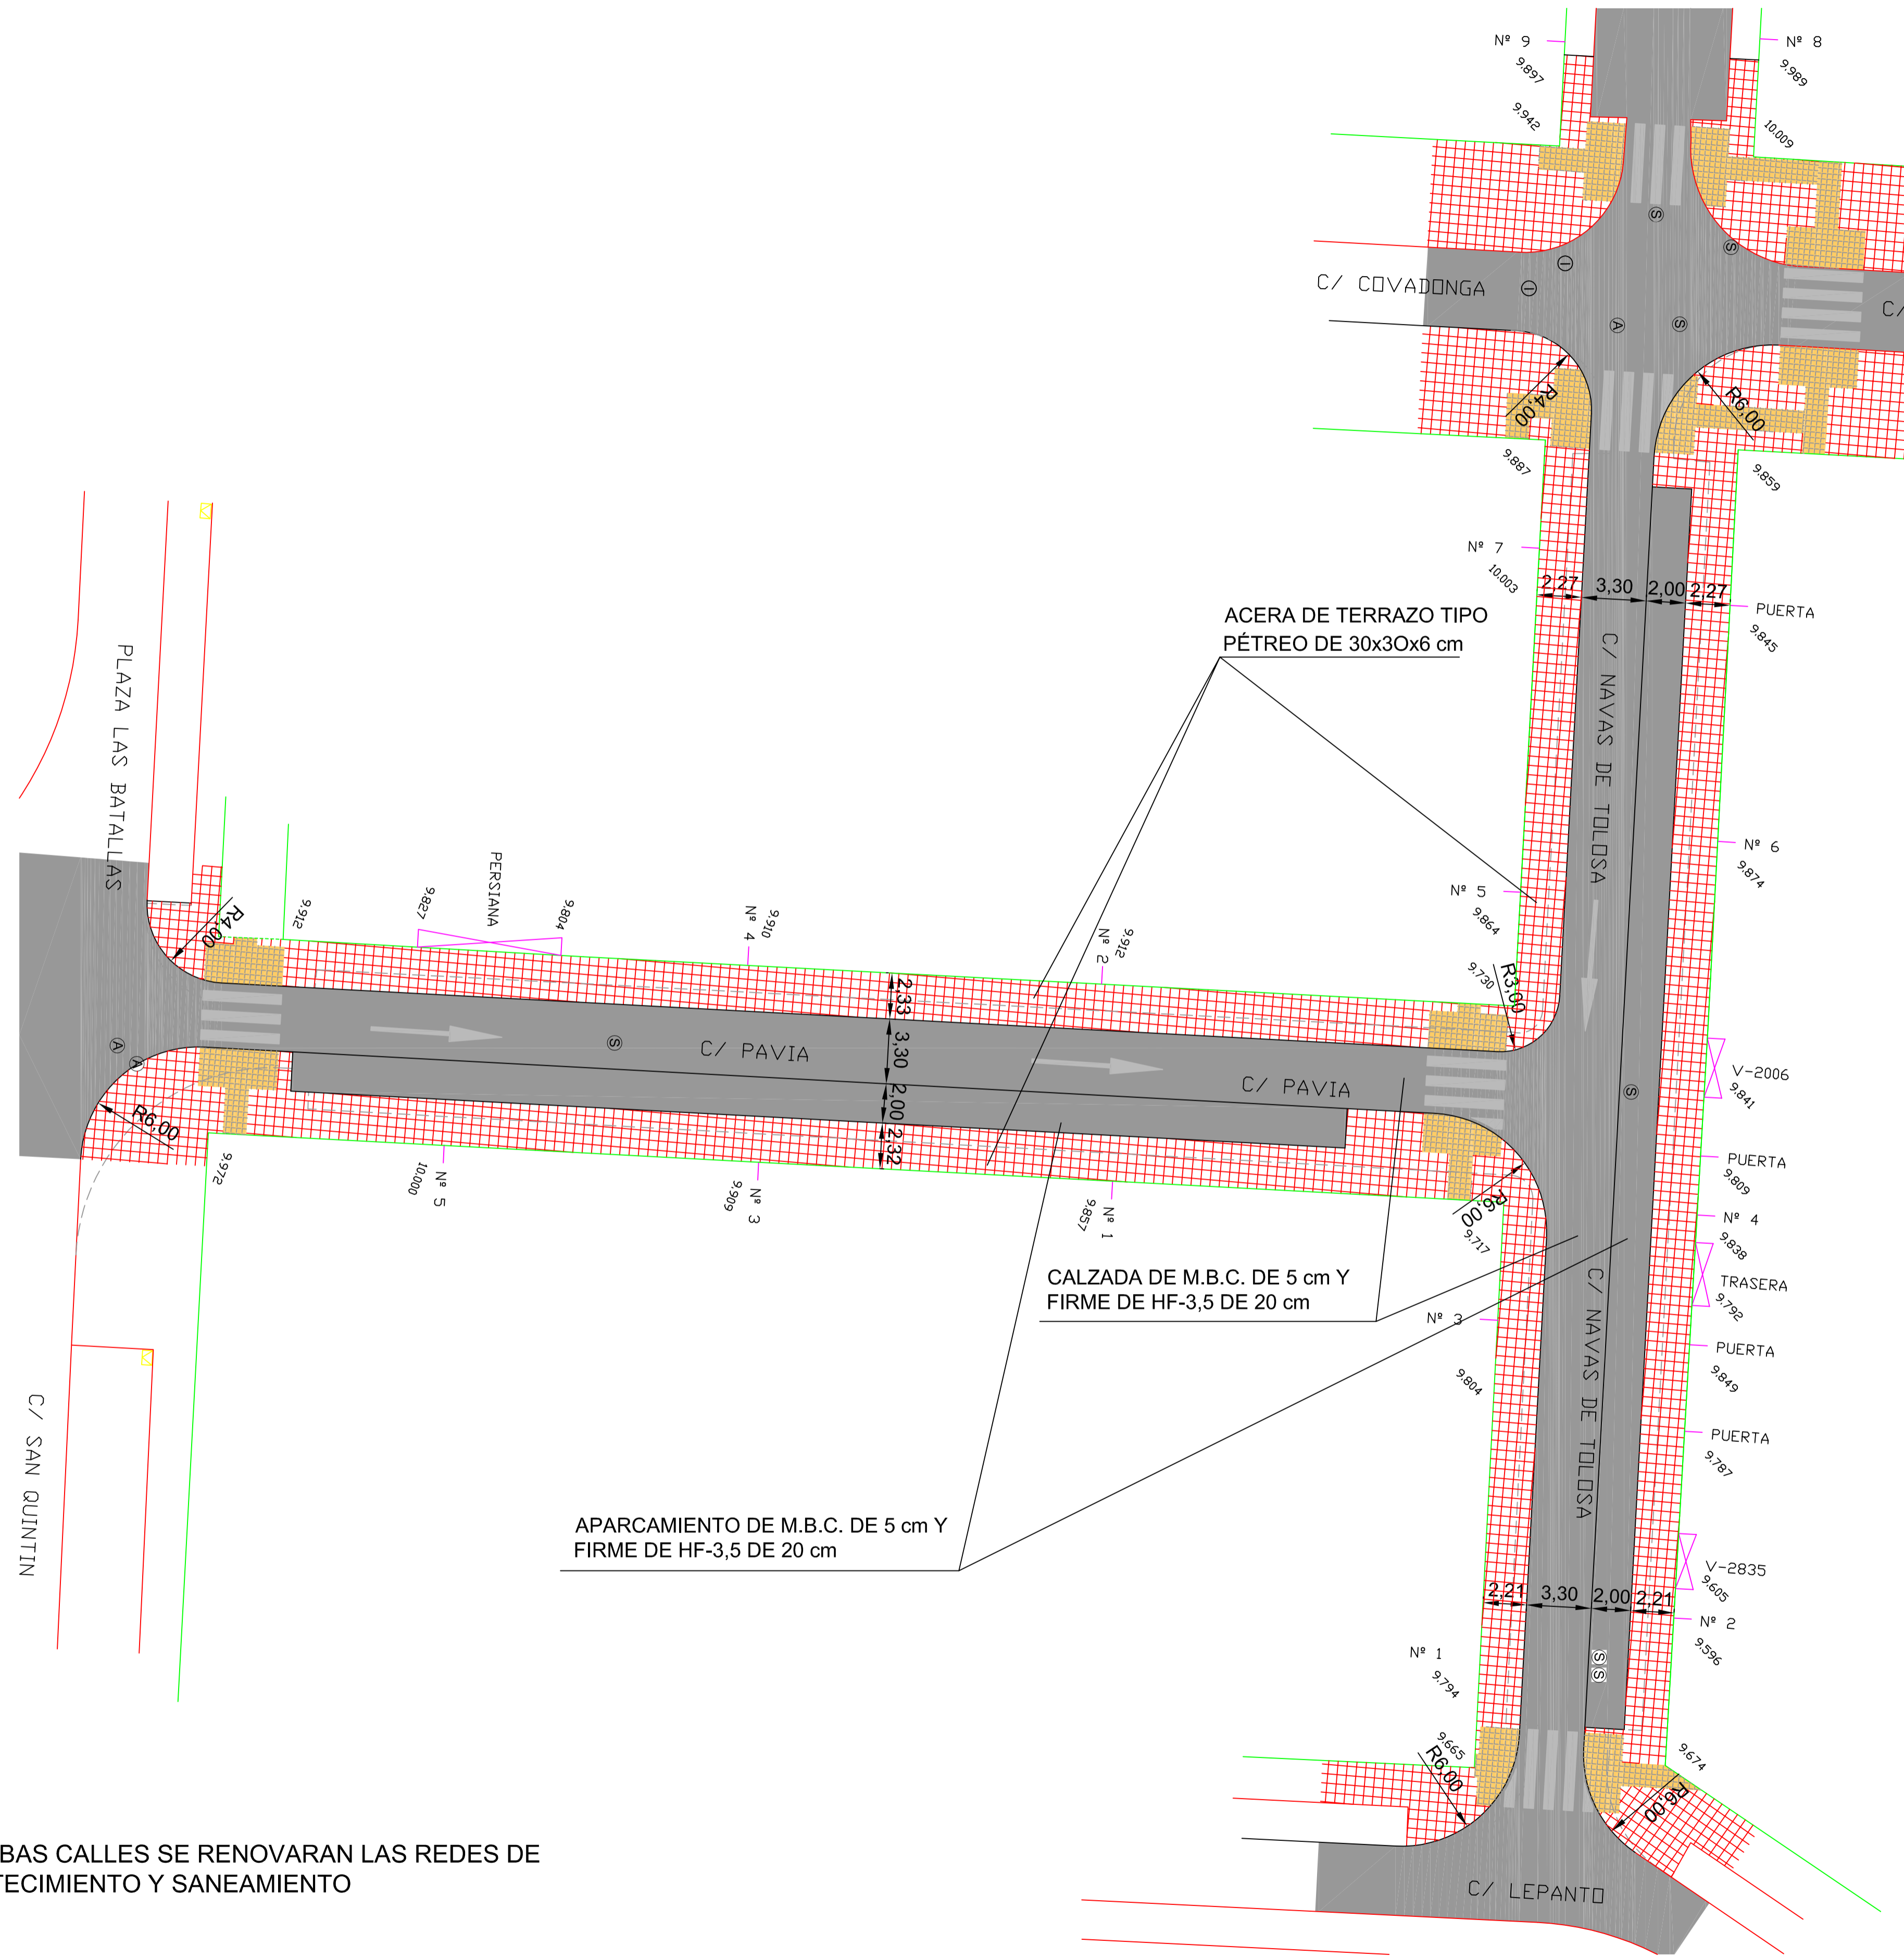 Nº 9
9.897
9.942
Nº 8
9.989
10.009
C/ COVADONGA
C/
Ⓢ
Ⓢ
Ⓘ
Ⓘ
Ⓐ
Ⓢ
R4,00
R6,00
9.887
9.859
Nº 7
10.003
2,27
3,30
2,00
2,27
PUERTA
9.845
ACERA DE TERRAZO TIPO
PÉTREO DE 30x3Ox6 cm
C/ NAVAS DE TOLOSA
PLAZA LAS BATALLAS
Nº 6
9.874
Nº 5
9.864
9.730
R3,00
R4,00
9.912
9.827
PERSIANA
9.804
Nº 4
9.910
Nº 2
9.912
2,33
3,30
2,00
2,32
Ⓐ
Ⓐ
Ⓢ
C/ PAVIA
C/ PAVIA
Ⓢ
V-2006
9.841
R6,00
9.972
10.000
Nº 5
9.909
Nº 3
9.857
Nº 1
R6,00
9.717
PUERTA
9.809
Nº 4
9.838
TRASERA
9.792
CALZADA DE M.B.C. DE 5 cm Y
FIRME DE HF-3,5 DE 20 cm
Nº 3
9.804
C/ NAVAS DE TOLOSA
PUERTA
9.849
PUERTA
9.787
C/ SAN QUINTIN
APARCAMIENTO DE M.B.C. DE 5 cm Y
FIRME DE HF-3,5 DE 20 cm
V-2835
9.605
2,21
3,30
2,00
2,21
Nº 2
9.596
Nº 1
9.794
Ⓢ
Ⓢ
9.665
R6,00
9.674
R6,00
BAS CALLES SE RENOVARAN LAS REDES DE
TECIMIENTO Y SANEAMIENTO
C/ LEPANTO